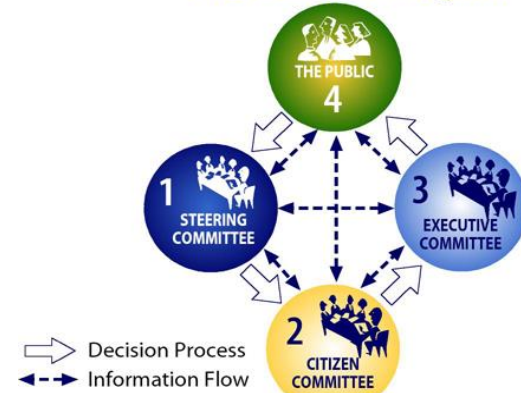 THE PUBLIC
4
1
STEERING
COMMITTEE
3
EXECUTIVE
COMMITTEE
2
CITIZEN
COMMITTEE
Decision Process
Information Flow